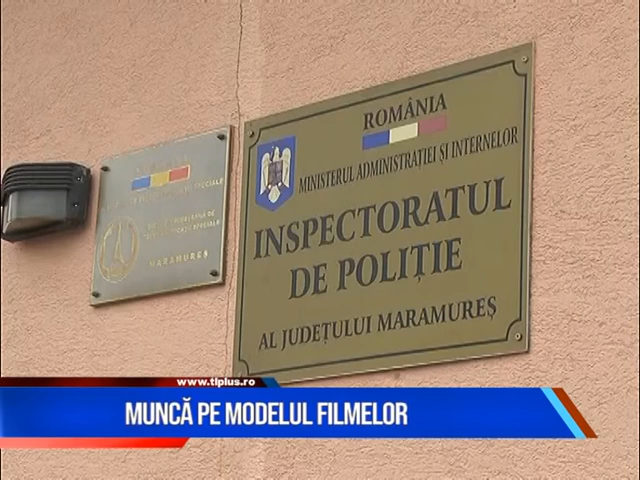 ROMÂNIA
MINISTERUL ADMINISTRAȚIEI ȘI INTERNELOR
INSPECTORATUL
DE POLIȚIE
AL JUDEȚULUI MARAMUREȘ
MARAMUREȘ
www.tlplus.ro
MUNCĂ PE MODELUL FILMELOR